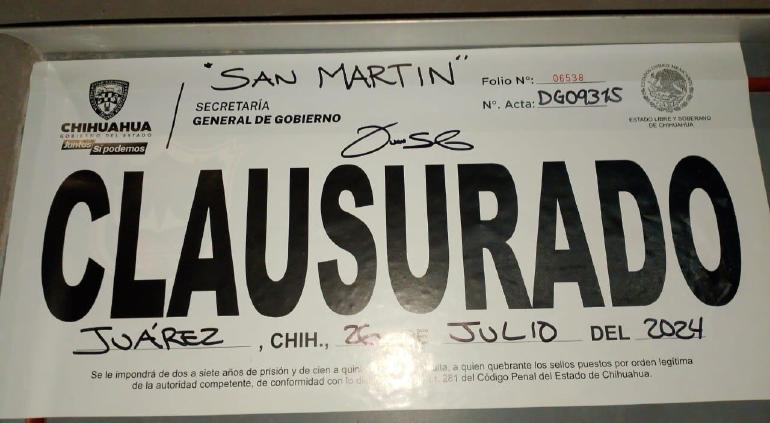 "SAN MARTIN"
Folio N°: 06538
N°. Acta: DG09315
SECRETARÍA
GENERAL DE GOBIERNO
CHIHUAHUA
GOBIERNO DEL ESTADO
Juntos Sí podemos
ESTADO LIBRE Y SOBERANO
DE CHIHUAHUA
CLAUSURADO
JUÁREZ, CHIH., 26 DE JULIO DEL 2024
Se le impondrá de dos a siete años de prisión y de cien a a quien quebrante los sellos puestos por orden legítima
de la autoridad competente, de conformidad con 281 del Código Penal del Estado de Chihuahua.